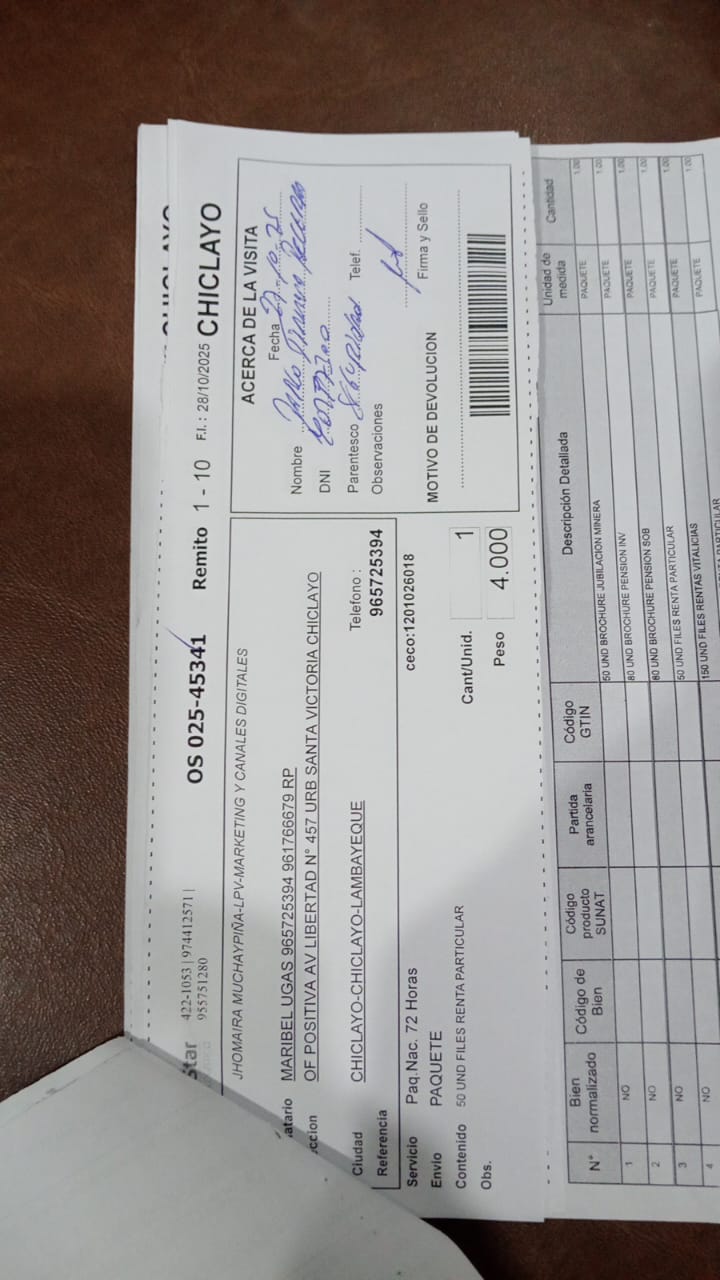 CHICLAYO
Star
422-1053 | 974412571 |
955751280
OS 025-45341 Remito 1 - 10 F.I. : 28/10/2025 CHICLAYO
JHOMAIRA MUCHAYPIÑA-LPV-MARKETING Y CANALES DIGITALES
atario MARIBEL UGAS 965725394 961766679 RP
ccion OF POSITIVA AV LIBERTAD N° 457 URB SANTA VICTORIA CHICLAYO
Ciudad CHICLAYO-CHICLAYO-LAMBAYEQUE Telefono :
Referencia 965725394
Servicio Paq.Nac. 72 Horas ceco:1201026018
Envio PAQUETE
Contenido 50 UND FILES RENTA PARTICULAR Cant/Unid. 1
Obs. Peso 4.000
ACERCA DE LA VISITA
Fecha
Nombre
DNI
Parentesco Telef.
Observaciones
Firma y Sello
MOTIVO DE DEVOLUCION
N° Bien normalizado Código de Bien Código producto SUNAT Partida arancelaria Código GTIN Descripción Detallada Unidad de medida Cantidad
1 NO 50 UND BROCHURE JUBILACION MINERA PAQUETE 1.00
2 NO 80 UND BROCHURE PENSION INV PAQUETE 1.00
3 NO 80 UND BROCHURE PENSION SOB PAQUETE 1.00
4 NO 50 UND FILES RENTA PARTICULAR PAQUETE 1.00
150 UND FILES RENTAS VITALICIAS PAQUETE 1.00